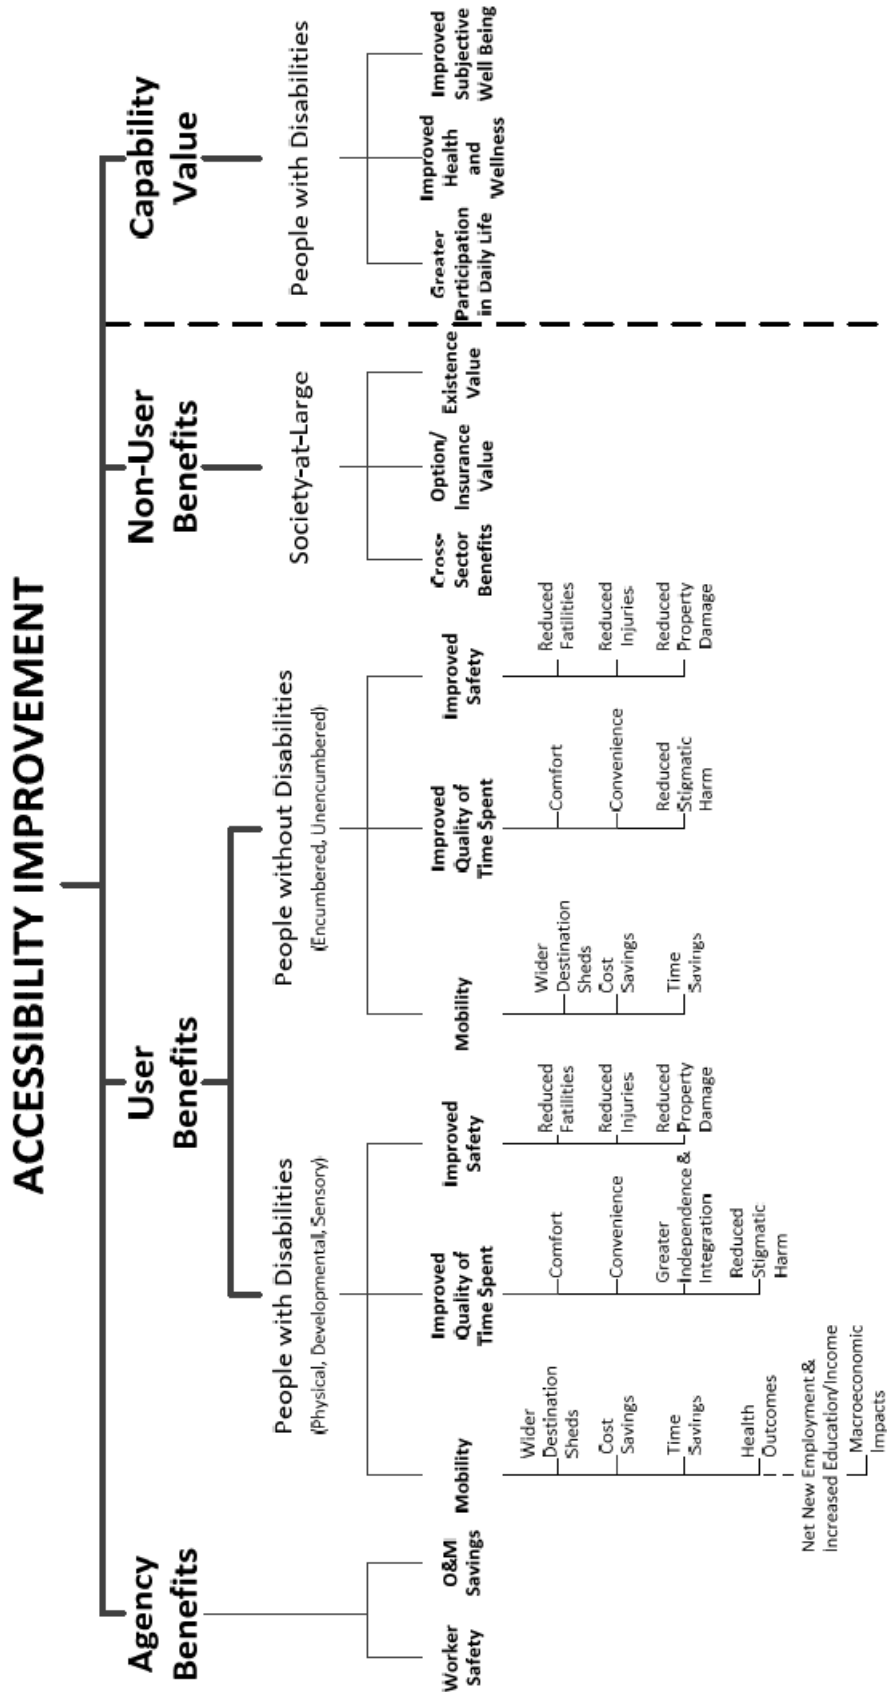 ACCESSIBILITY IMPROVEMENT
Agency
Benefits
User
Benefits
Non-User
Benefits
Capability
Value
People with Disabilities
(Physical, Developmental, Sensory)
People without Disabilities
(Encumbered, Unencumbered)
Society-at-Large
People with Disabilities
Worker
Safety
O&M
Savings
Mobility
Improved
Quality of
Time Spent
Improved
Safety
Mobility
Improved
Quality of
Time Spent
Improved
Safety
Cross-
Sector
Benefits
Option/
Insurance
Value
Existence
Value
Greater
Participation
in Daily Life
Improved
Health
and
Wellness
Improved
Subjective
Well Being
Wider
Destination
Sheds
Cost
Savings
Time
Savings
Health
Outcomes
Net New Employment &
Increased Education/Income
Macroeconomic
Impacts
Comfort
Convenience
Greater
Independence &
Integration
Reduced
Stigmatic
Harm
Reduced
Fatilities
Reduced
Injuries
Reduced
Property
Damage
Wider
Destination
Sheds
Cost
Savings
Time
Savings
Comfort
Convenience
Reduced
Stigmatic
Harm
Reduced
Fatilities
Reduced
Injuries
Reduced
Property
Damage